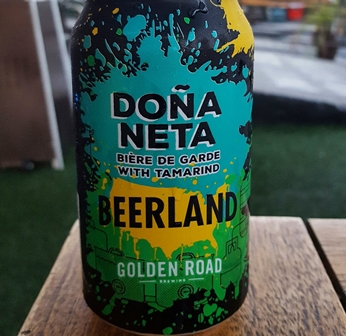 DOÑA
NETA
BIÈRE DE GARDE
WITH TAMARIND
BEERLAND
GOLDEN ROAD
BREWING